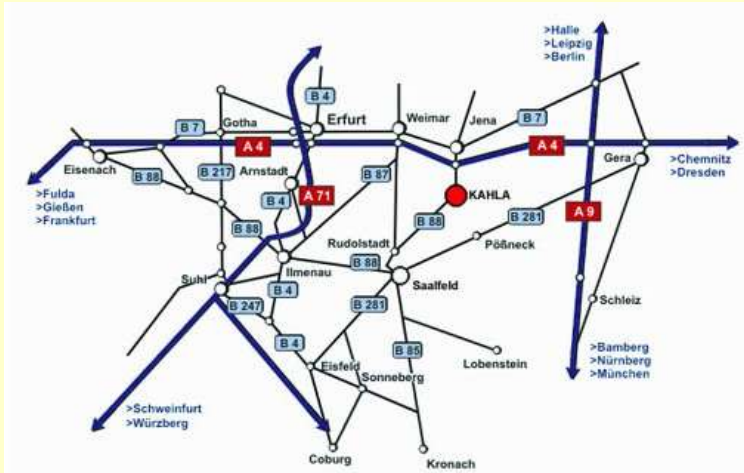 >Halle
>Leipzig
>Berlin
B 4
B 7
Gotha
Erfurt
Weimar
Jena
B 7
A 4
A 4
Eisenach
B 88
B 217
Arnstadt
B 87
Gera
>Chemnitz
>Dresden
>Fulda
>Gießen
>Frankfurt
B 4
A 71
KAHLA
A 9
B 88
B 88
B 281
Rudolstadt
Pößneck
B 88
Ilmenau
Saalfeld
Suhl
B 247
B 4
B 281
Schleiz
B 4
B 85
Lobenstein
Eisfeld
Sonneberg
>Bamberg
>Nürnberg
>München
>Schweinfurt
>Würzberg
Coburg
Kronach